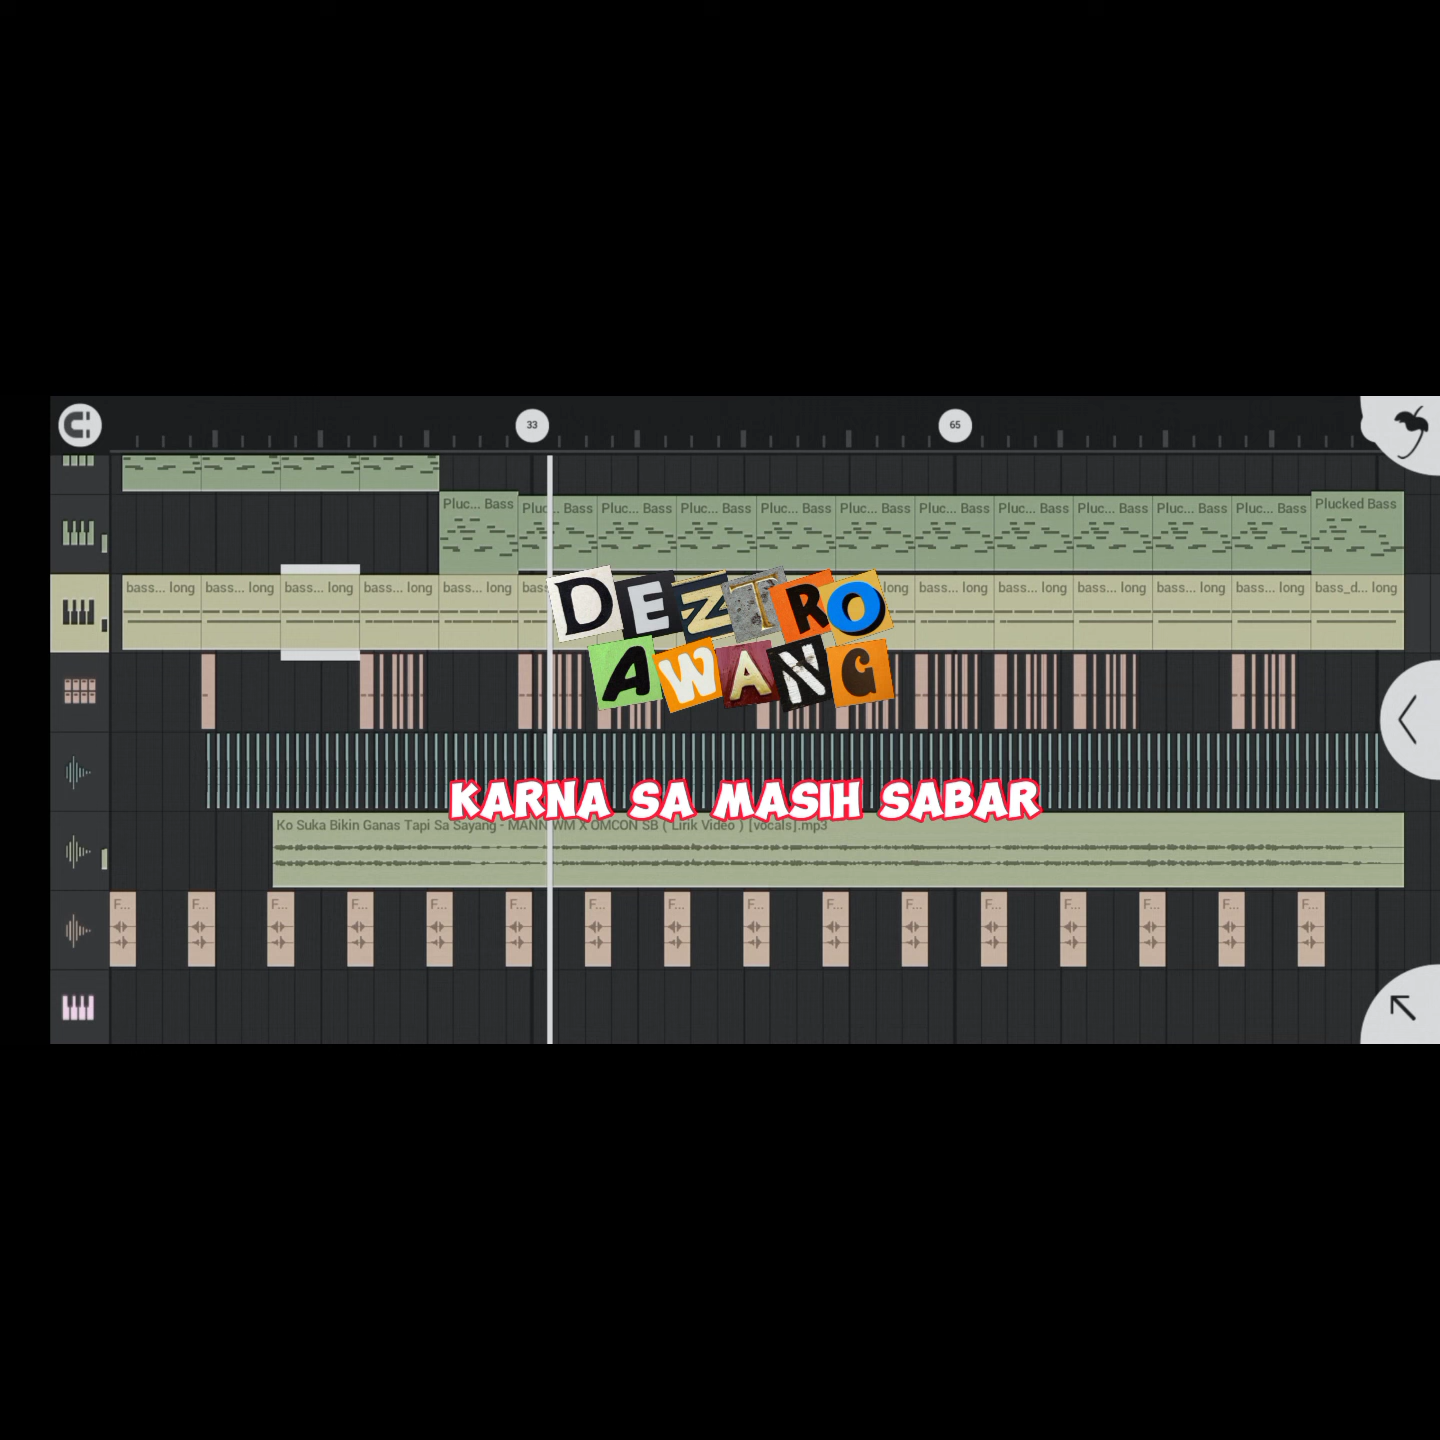 33
65
Pluc... Bass Pluc... Bass Pluc... Bass Pluc... Bass Pluc... Bass Pluc... Bass Pluc... Bass Pluc... Bass Pluc... Bass Pluc... Bass Pluc... Bass Plucked Bass
bass... long bass... long bass... long bass... long bass... long bass... long bass... long bass... long bass... long bass... long bass_d... long
DEZTRO
AWANG
KARNA SA MASIH SABAR
Ko Suka Bikin Ganas Tapi Sa Sayang - MANN WM X OMCON SB ( Lirik Video ) [vocals].mp3
F... F... F... F... F... F... F... F... F... F... F... F... F... F... F... F...